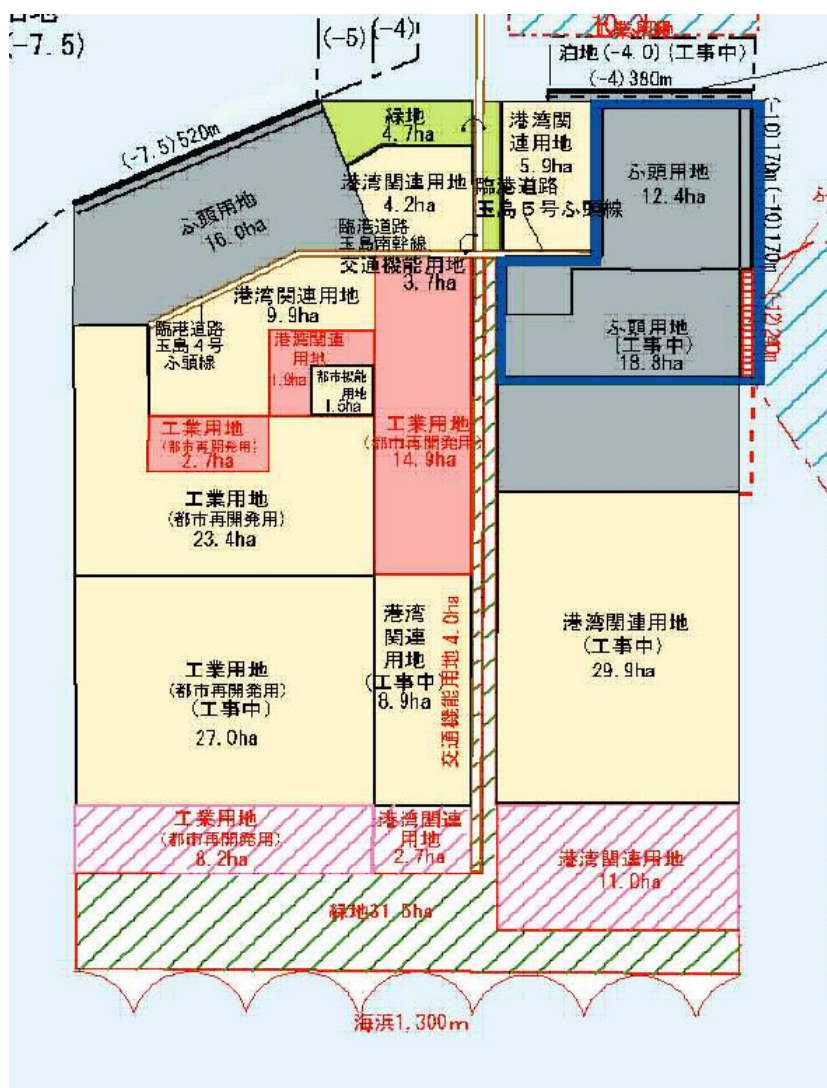 (-7.5)
(-5)
(-4)
工業用地
泊地(-4.0)(工事中)
(-4)380m
(-7.5)520m
緑地
4.7ha
港湾関
連用地
5.9ha
ふ頭用地
12.4ha
(-10)170m(-10)170m
港湾関連用地
4.2ha
臨港道路
玉島5号ふ頭線
ふ頭用地
16.0ha
臨港道路
玉島南幹線
交通機能用地
3.7ha
港湾関連用地
9.9ha
臨港道路
玉島4号
ふ頭線
港湾関連
用地
1.9ha
都市機能
用地
1.5ha
ふ頭用地
(工事中)
18.8ha
工業用地
(都市再開発用)
2.7ha
工業用地
(都市再開発用)
14.9ha
工業用地
(都市再開発用)
23.4ha
港湾
関連
用地
(工事中)
8.9ha
交通機能用地 4.0ha
港湾関連用地
(工事中)
29.9ha
工業用地
(都市再開発用)
(工事中)
27.0ha
工業用地
(都市再開発用)
8.2ha
港湾関連
用地
2.7ha
港湾関連用地
11.0ha
緑地31.5ha
海浜1,300m